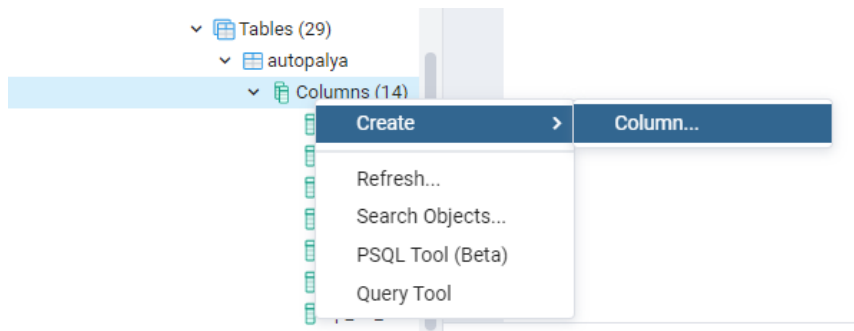 Tables (29)
autopalya
Columns (14)
Create
Column...
Refresh...
Search Objects...
PSQL Tool (Beta)
Query Tool